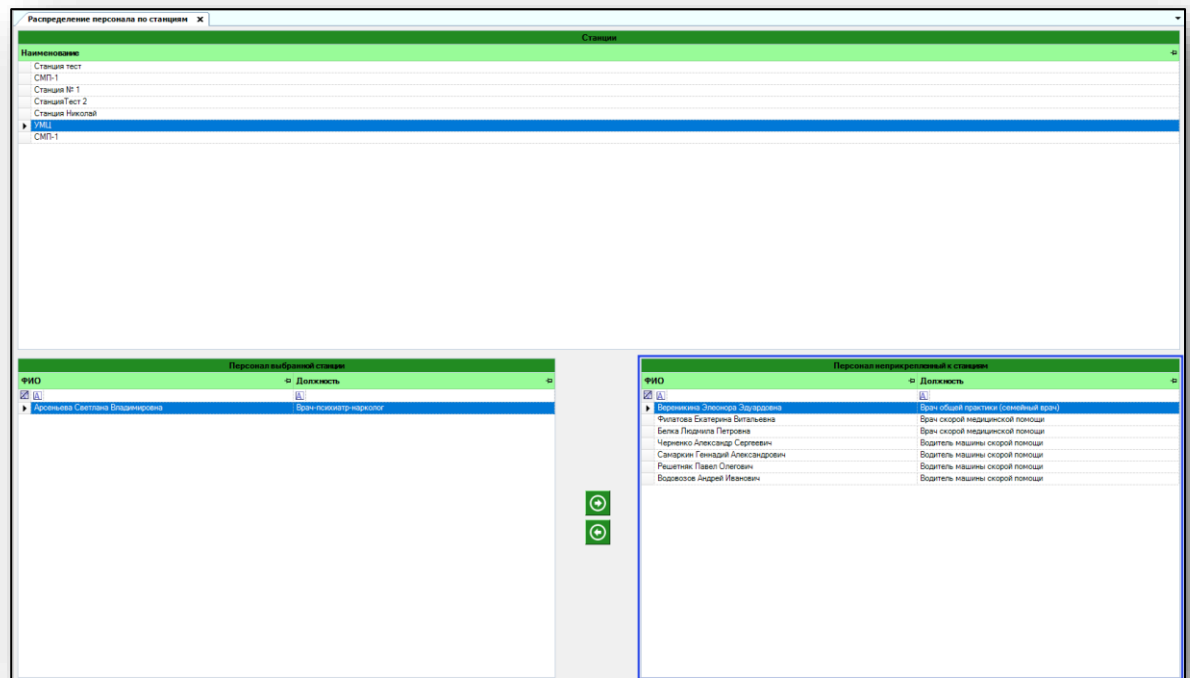 Распределение персонала по станциям X
Станции
Наименование
Станция тест
СМП-1
Станция № 1
СтанцияТест 2
Станция Николай
УМЦ
СМП-1
Персонал выбранной станции
ФИО Должность
A A
Арсеньева Светлана Владимировна Врач-психиатр-нарколог
Персонал неприкрепленный к станциям
ФИО Должность
A A
Вереникина Элеонора Эдуардовна Врач общей практики (семейный врач)
Филатова Екатерина Витальевна Врач скорой медицинской помощи
Белка Людмила Петровна Врач скорой медицинской помощи
Черненко Александр Сергеевич Водитель машины скорой помощи
Самаркин Геннадий Александрович Водитель машины скорой помощи
Решетняк Павел Олегович Водитель машины скорой помощи
Водовозов Андрей Иванович Водитель машины скорой помощи